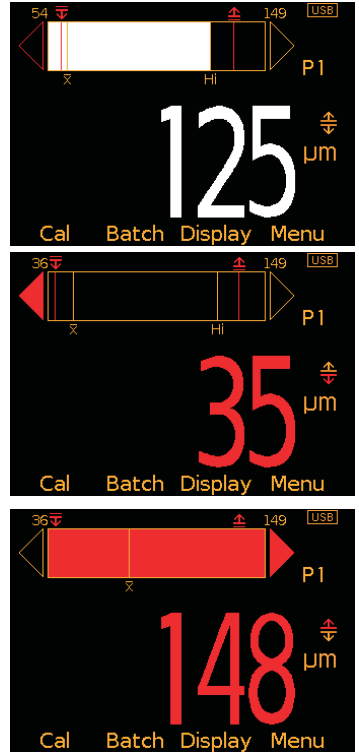 54 149 USB
P1
x̄ Hi
125
µm
Cal Batch Display Menu
36 149 USB
P1
x̄ Hi
35
µm
Cal Batch Display Menu
36 149 USB
P1
x̄
148
µm
Cal Batch Display Menu